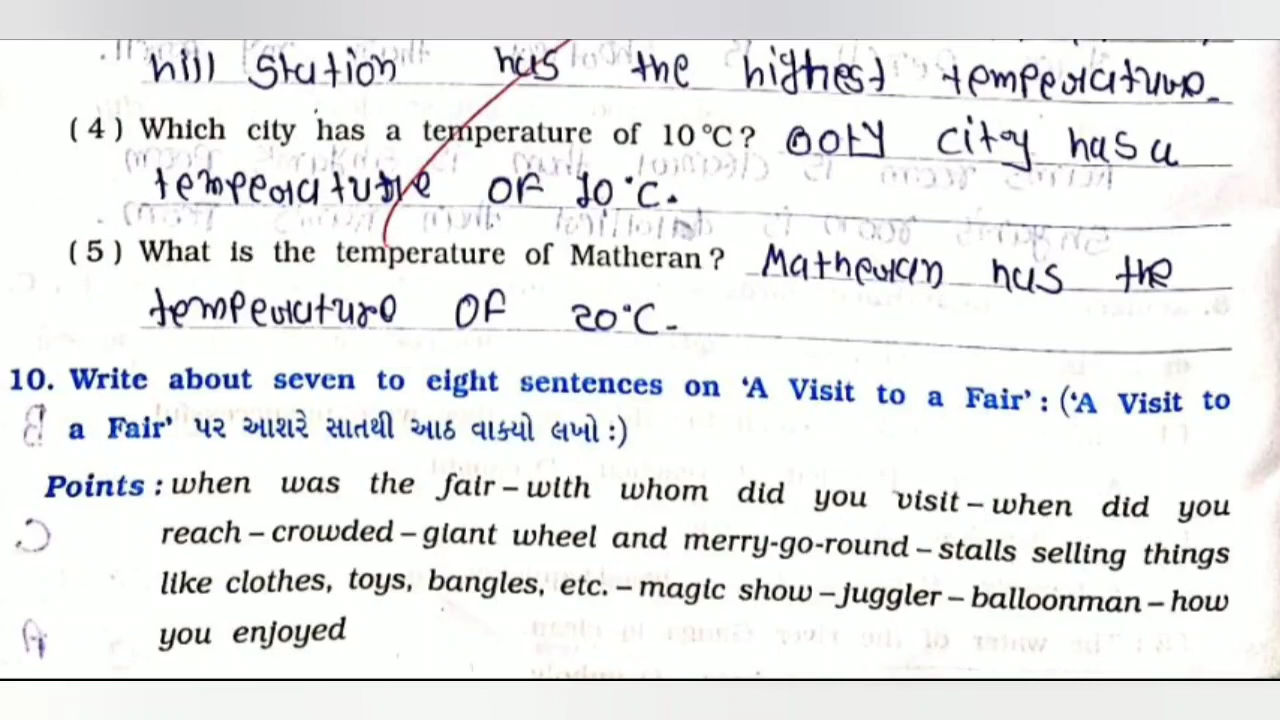 hill Station has the highest temperature.
(4) Which city has a temperature of 10 °C? OOty city has a
temperature OF 10°C.
(5) What is the temperature of Matheran? Matheran has the
temperature OF 20°C.
10. Write about seven to eight sentences on ‘A Visit to a Fair’ : (‘A Visit to
a Fair’ પર આશરે સાતથી આઠ વાક્યો લખો :)
Points : when was the fair – with whom did you visit – when did you
reach – crowded – giant wheel and merry-go-round – stalls selling things
like clothes, toys, bangles, etc. – magic show – juggler – balloonman – how
you enjoyed